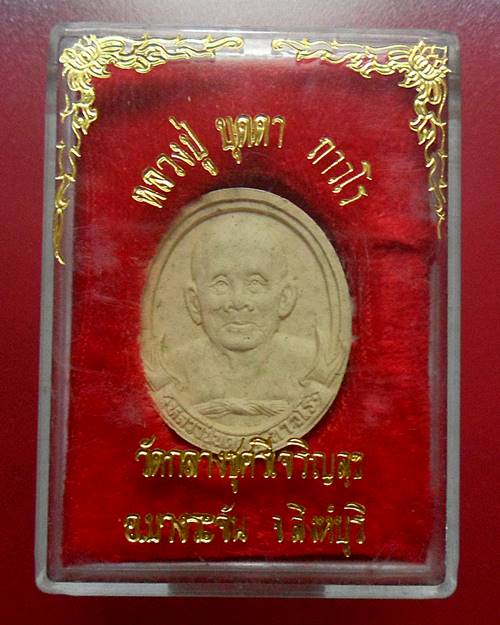 หลวงปู่ บุดดา ถาวโร
วัดกลางชูศรีเจริญสุข
อ.บางระจัน จ.สิงห์บุรี